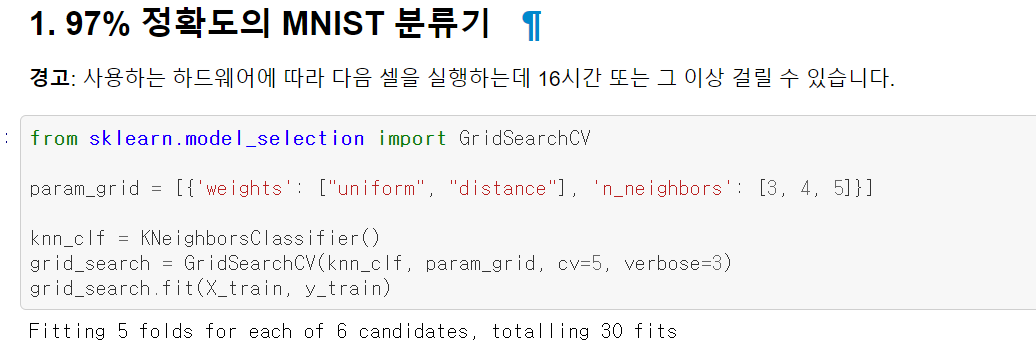 1. 97% 정확도의 MNIST 분류기 ¶
경고: 사용하는 하드웨어에 따라 다음 셀을 실행하는데 16시간 또는 그 이상 걸릴 수 있습니다.
:
from sklearn.model_selection import GridSearchCV
param_grid = [{'weights': ["uniform", "distance"], 'n_neighbors': [3, 4, 5]}]
knn_clf = KNeighborsClassifier()
grid_search = GridSearchCV(knn_clf, param_grid, cv=5, verbose=3)
grid_search.fit(X_train, y_train)
Fitting 5 folds for each of 6 candidates, totalling 30 fits